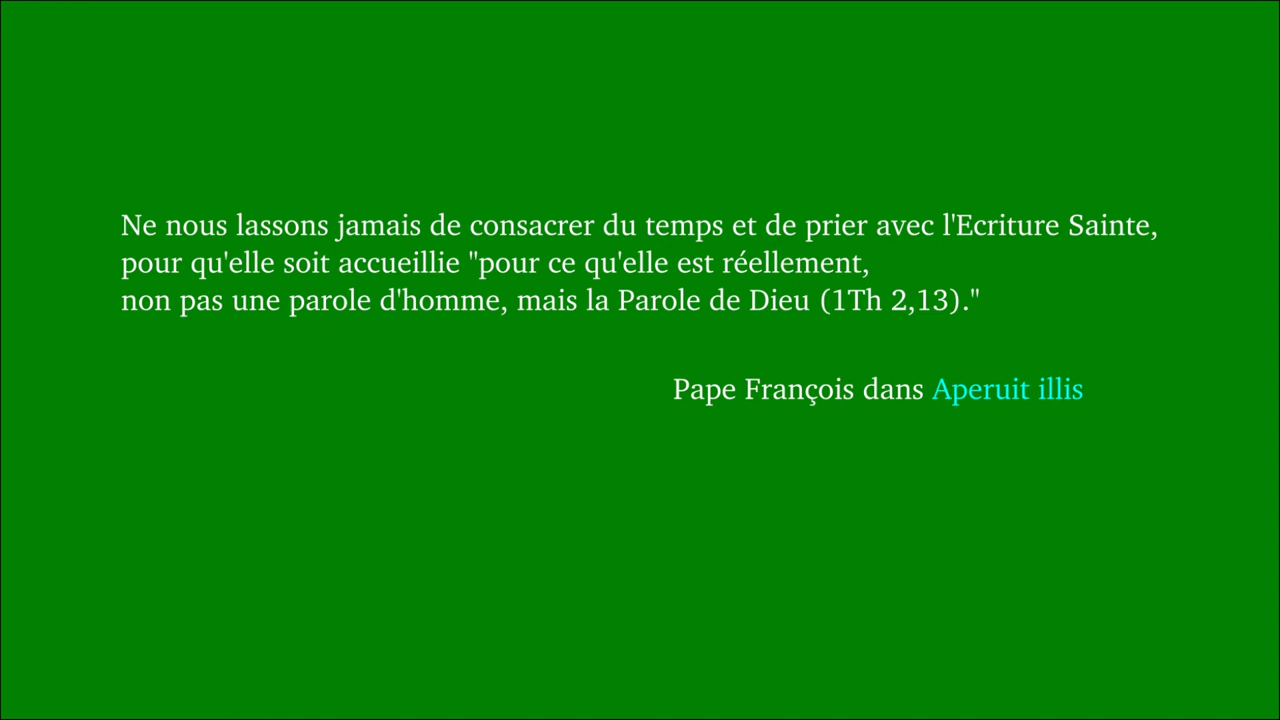 Ne nous lassons jamais de consacrer du temps et de prier avec l'Ecriture Sainte,
pour qu'elle soit accueillie "pour ce qu'elle est réellement,
non pas une parole d'homme, mais la Parole de Dieu (1Th 2,13)."
Pape François dans Aperuit illis